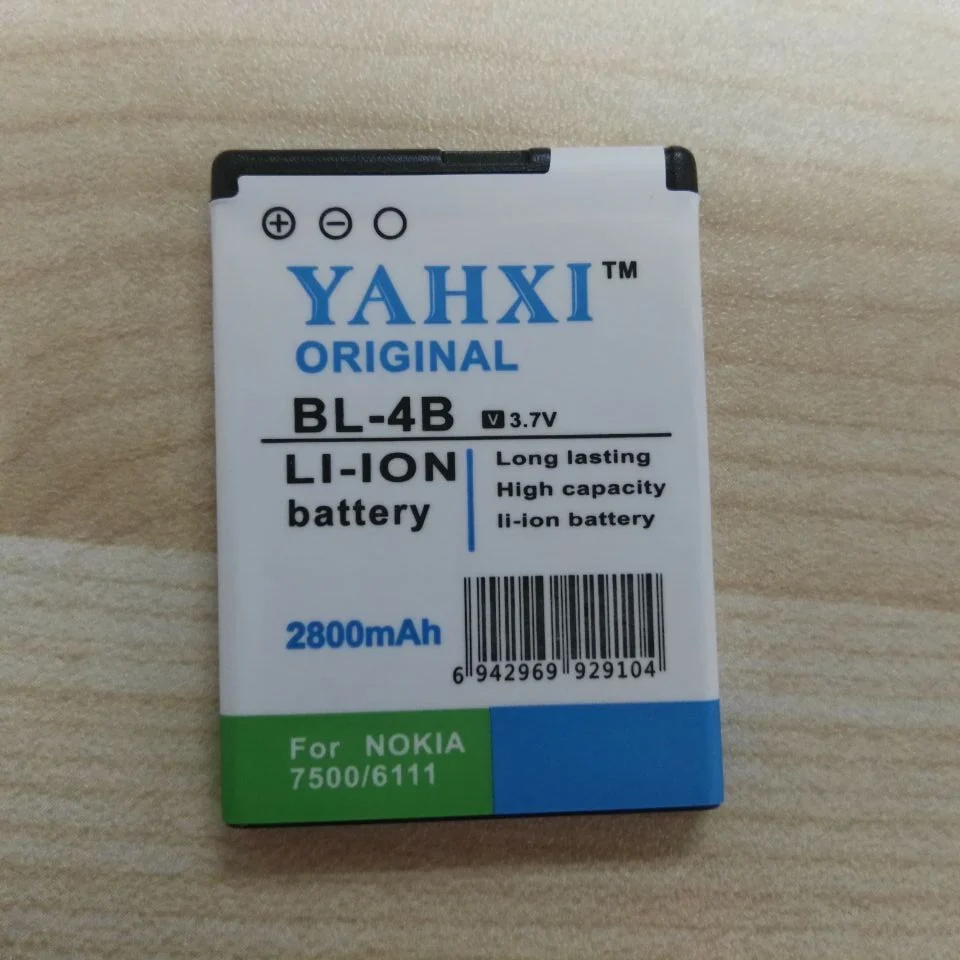 YAHXI™
ORIGINAL
BL-4B V 3.7V
LI-ION
battery
Long lasting
High capacity
li-ion battery
2800mAh
6 942969 929104
For NOKIA
7500/6111